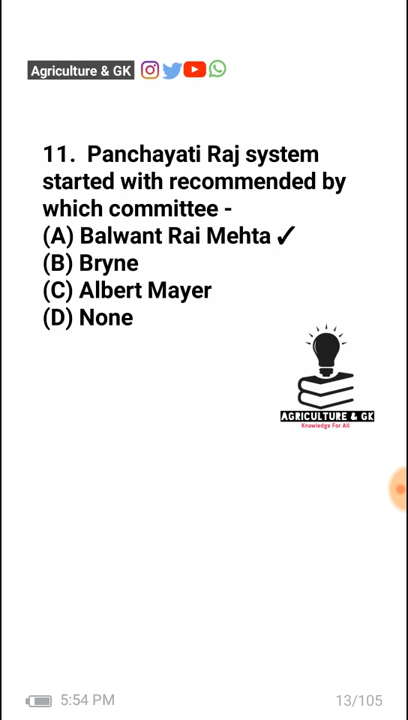 Agriculture & GK
11. Panchayati Raj system
started with recommended by
which committee -
(A) Balwant Rai Mehta ✓
(B) Bryne
(C) Albert Mayer
(D) None
AGRICULTURE & GK
Knowledge For All
5:54 PM
13/105